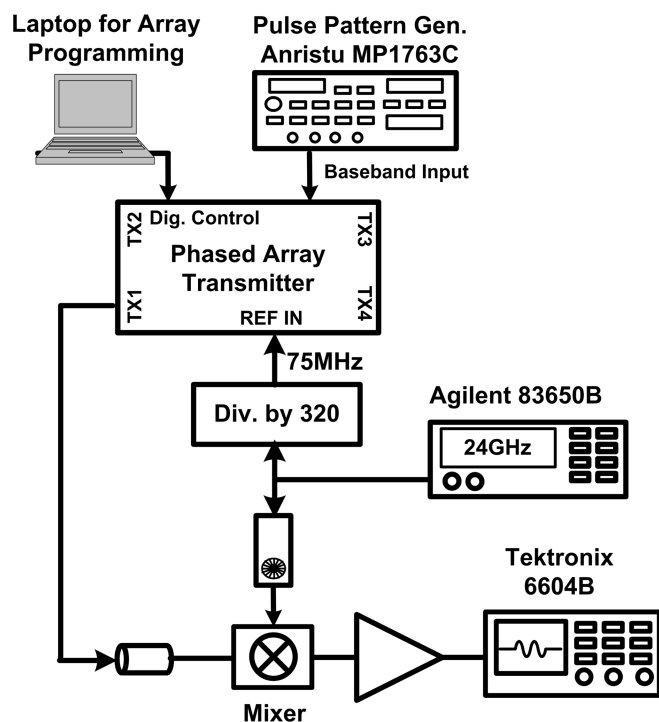 Laptop for Array
Programming
Pulse Pattern Gen.
Anristu MP1763C
Baseband Input
TX2
Dig. Control
TX3
Phased Array
Transmitter
TX1
TX4
REF IN
75MHz
Div. by 320
Agilent 83650B
24GHz
Tektronix
6604B
Mixer